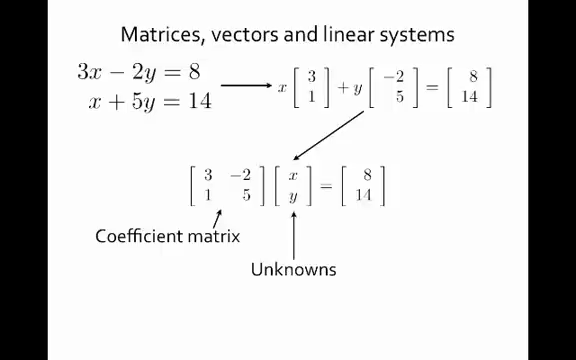 Matrices, vectors and linear systems
3x − 2y = 8
x + 5y = 14
x [ 3 1 ] + y [ −2 5 ] = [ 8 14 ]
[ 3 −2 1 5 ] [ x y ] = [ 8 14 ]
Coefficient matrix
Unknowns